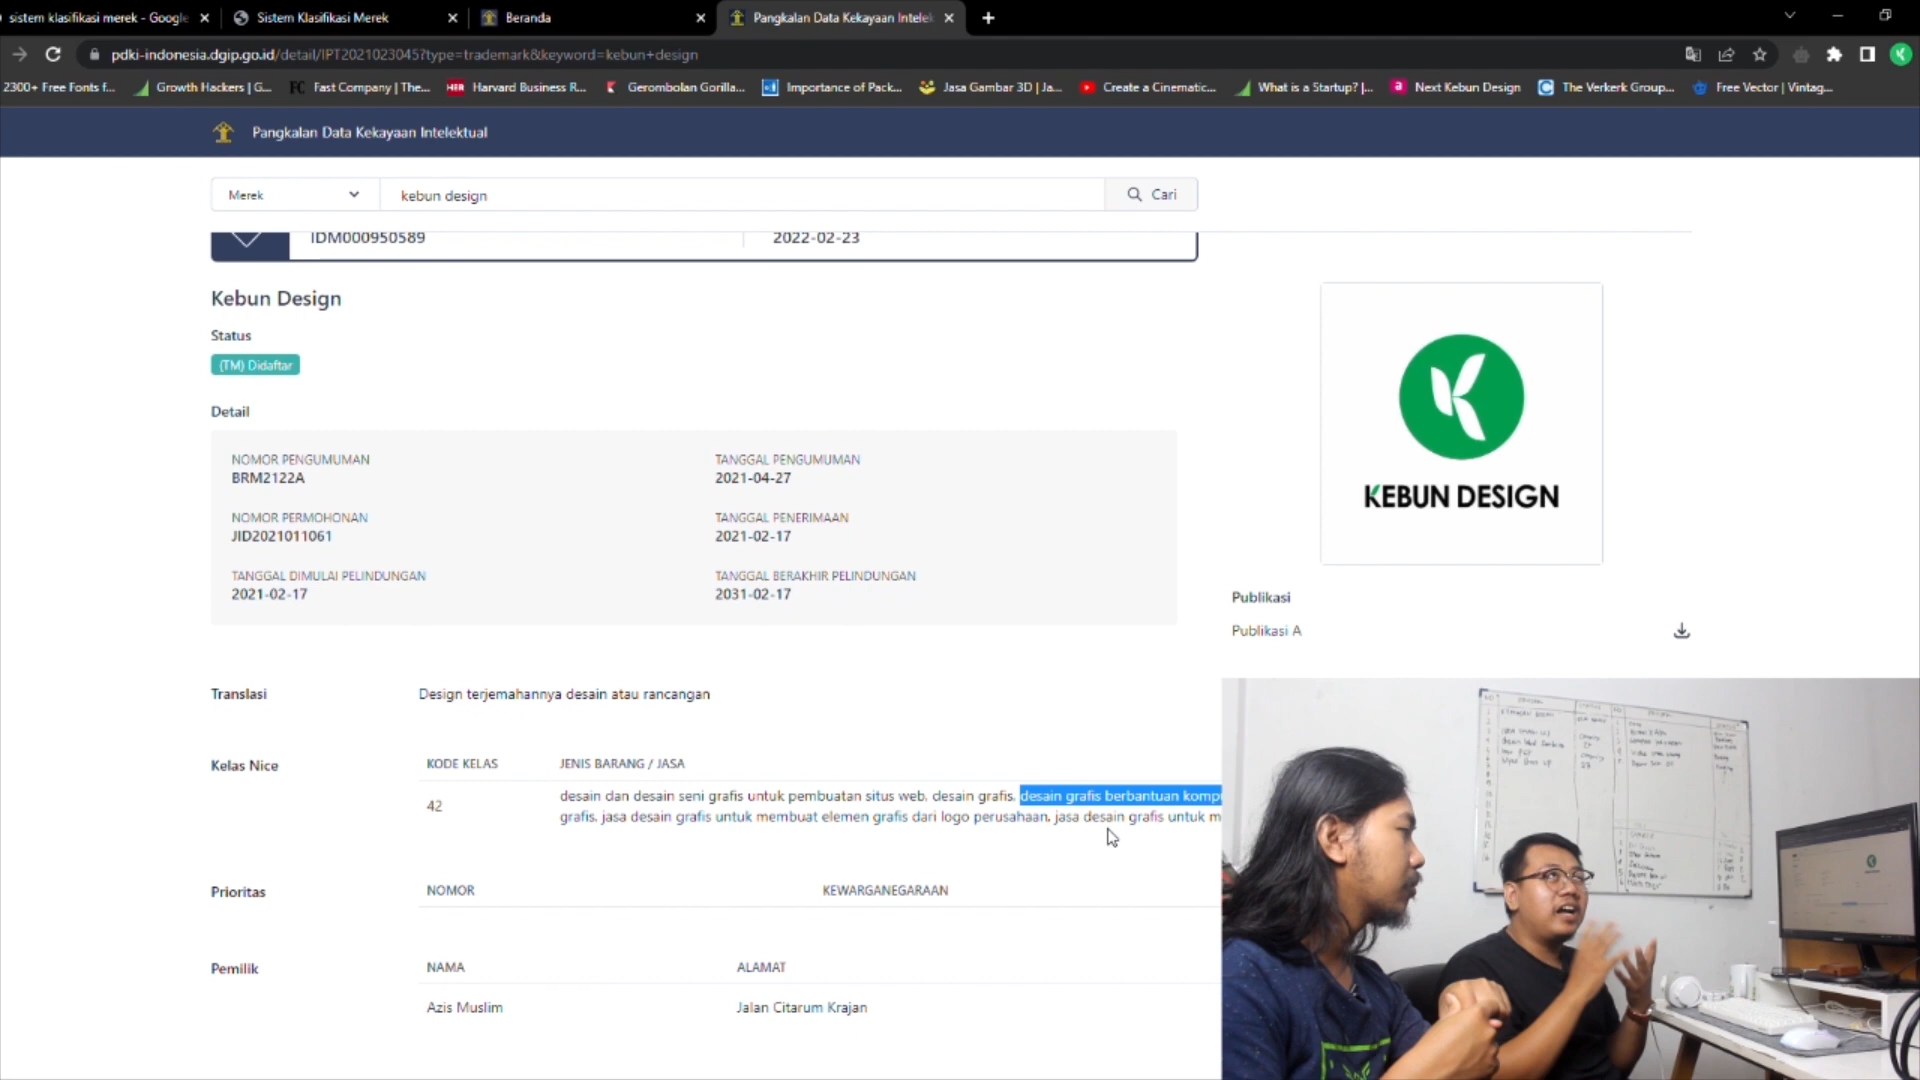 sistem klasifikasi merek - Google
Sistem Klasifikasi Merek
Beranda
Pangkalan Data Kekayaan Intelek
pdki-indonesia.dgip.go.id/detail/IPT2021023045?type=trademark&keyword=kebun+design
2300+ Free Fonts f...
Growth Hackers | G...
FC Fast Company | The...
HBR Harvard Business R...
Gerombolan Gorilla...
Importance of Pack...
Jasa Gambar 3D | Ja...
Create a Cinematic...
What is a Startup? |...
a Next Kebun Design
C The Verkerk Group...
Free Vector | Vintag...
Pangkalan Data Kekayaan Intelektual
Merek
kebun design
Cari
IDM000950589
2022-02-23
Kebun Design
Status
(TM) Didaftar
Detail
NOMOR PENGUMUMAN
BRM2122A
TANGGAL PENGUMUMAN
2021-04-27
NOMOR PERMOHONAN
JID2021011061
TANGGAL PENERIMAAN
2021-02-17
TANGGAL DIMULAI PELINDUNGAN
2021-02-17
TANGGAL BERAKHIR PELINDUNGAN
2031-02-17
KEBUN DESIGN
Publikasi
Publikasi A
Translasi
Design terjemahannya desain atau rancangan
Kelas Nice
KODE KELAS
JENIS BARANG / JASA
42
desain dan desain seni grafis untuk pembuatan situs web, desain grafis, desain grafis berbantuan kompu
grafis, jasa desain grafis untuk membuat elemen grafis dari logo perusahaan, jasa desain grafis untuk m
Prioritas
NOMOR
KEWARGANEGARAAN
Pemilik
NAMA
ALAMAT
Azis Muslim
Jalan Citarum Krajan